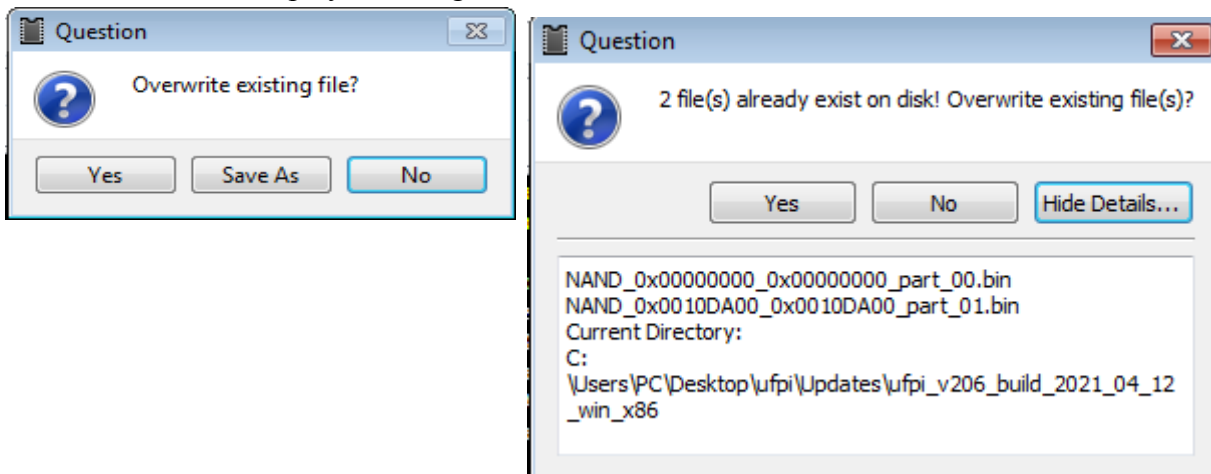 Question
Overwrite existing file?
Yes
Save As
No
Question
2 file(s) already exist on disk! Overwrite existing file(s)?
Yes
No
Hide Details...
NAND_0x00000000_0x00000000_part_00.bin
NAND_0x0010DA00_0x0010DA00_part_01.bin
Current Directory:
C:
\Users\PC\Desktop\ufpi\Updates\ufpi_v206_build_2021_04_12
_win_x86